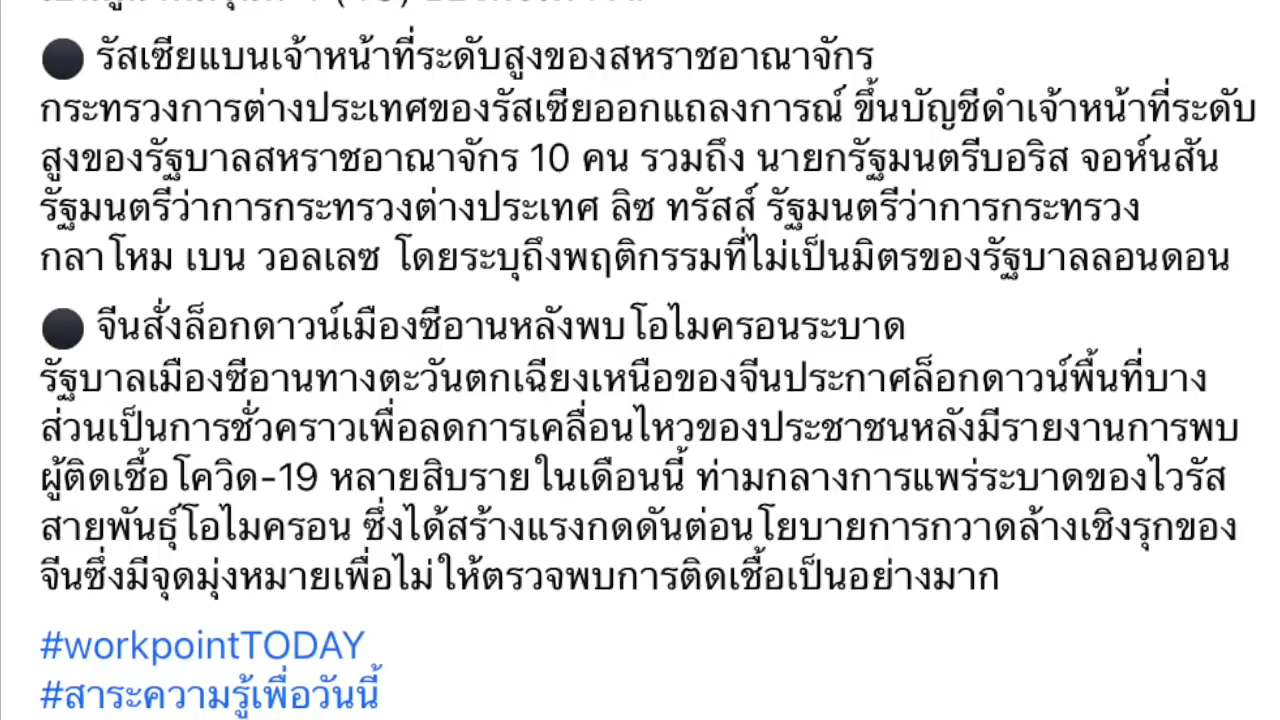 ● รัสเซียแบนเจ้าหน้าที่ระดับสูงของสหราชอาณาจักร
กระทรวงการต่างประเทศของรัสเซียออกแถลงการณ์ ขึ้นบัญชีดำเจ้าหน้าที่ระดับ
สูงของรัฐบาลสหราชอาณาจักร 10 คน รวมถึง นายกรัฐมนตรีบอริส จอห์นสัน
รัฐมนตรีว่าการกระทรวงต่างประเทศ ลิซ ทรัสส์ รัฐมนตรีว่าการกระทรวง
กลาโหม เบน วอลเลซ โดยระบุถึงพฤติกรรมที่ไม่เป็นมิตรของรัฐบาลลอนดอน
● จีนสั่งล็อกดาวน์เมืองซีอานหลังพบโอไมครอนระบาด
รัฐบาลเมืองซีอานทางตะวันตกเฉียงเหนือของจีนประกาศล็อกดาวน์พื้นที่บาง
ส่วนเป็นการชั่วคราวเพื่อลดการเคลื่อนไหวของประชาชนหลังมีรายงานการพบ
ผู้ติดเชื้อโควิด-19 หลายสิบรายในเดือนนี้ ท่ามกลางการแพร่ระบาดของไวรัส
สายพันธุ์โอไมครอน ซึ่งได้สร้างแรงกดดันต่อนโยบายการกวาดล้างเชิงรุกของ
จีนซึ่งมีจุดมุ่งหมายเพื่อไม่ให้ตรวจพบการติดเชื้อเป็นอย่างมาก
#workpointTODAY
#สาระความรู้เพื่อวันนี้